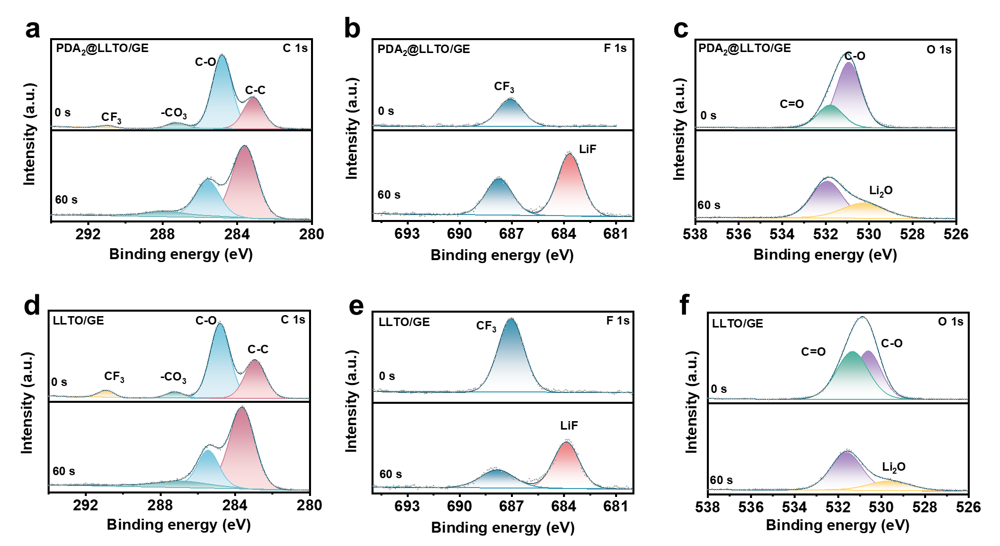 a
PDA2@LLTO/GE
C 1s
C-O
C-C
-CO3
CF3
0 s
60 s
Intensity (a.u.)
292 288 284 280
Binding energy (eV)
b
PDA2@LLTO/GE
F 1s
CF3
0 s
LiF
60 s
Intensity (a.u.)
693 690 687 684 681
Binding energy (eV)
c
PDA2@LLTO/GE
O 1s
C-O
C=O
0 s
Li2O
60 s
Intensity (a.u.)
538 536 534 532 530 528 526
Binding energy (eV)
d
LLTO/GE
C 1s
C-O
C-C
CF3
-CO3
0 s
60 s
Intensity (a.u.)
292 288 284 280
Binding energy (eV)
e
LLTO/GE
F 1s
CF3
0 s
LiF
60 s
Intensity (a.u.)
693 690 687 684 681
Binding energy (eV)
f
LLTO/GE
O 1s
C-O
C=O
0 s
Li2O
60 s
Intensity (a.u.)
538 536 534 532 530 528 526
Binding energy (eV)